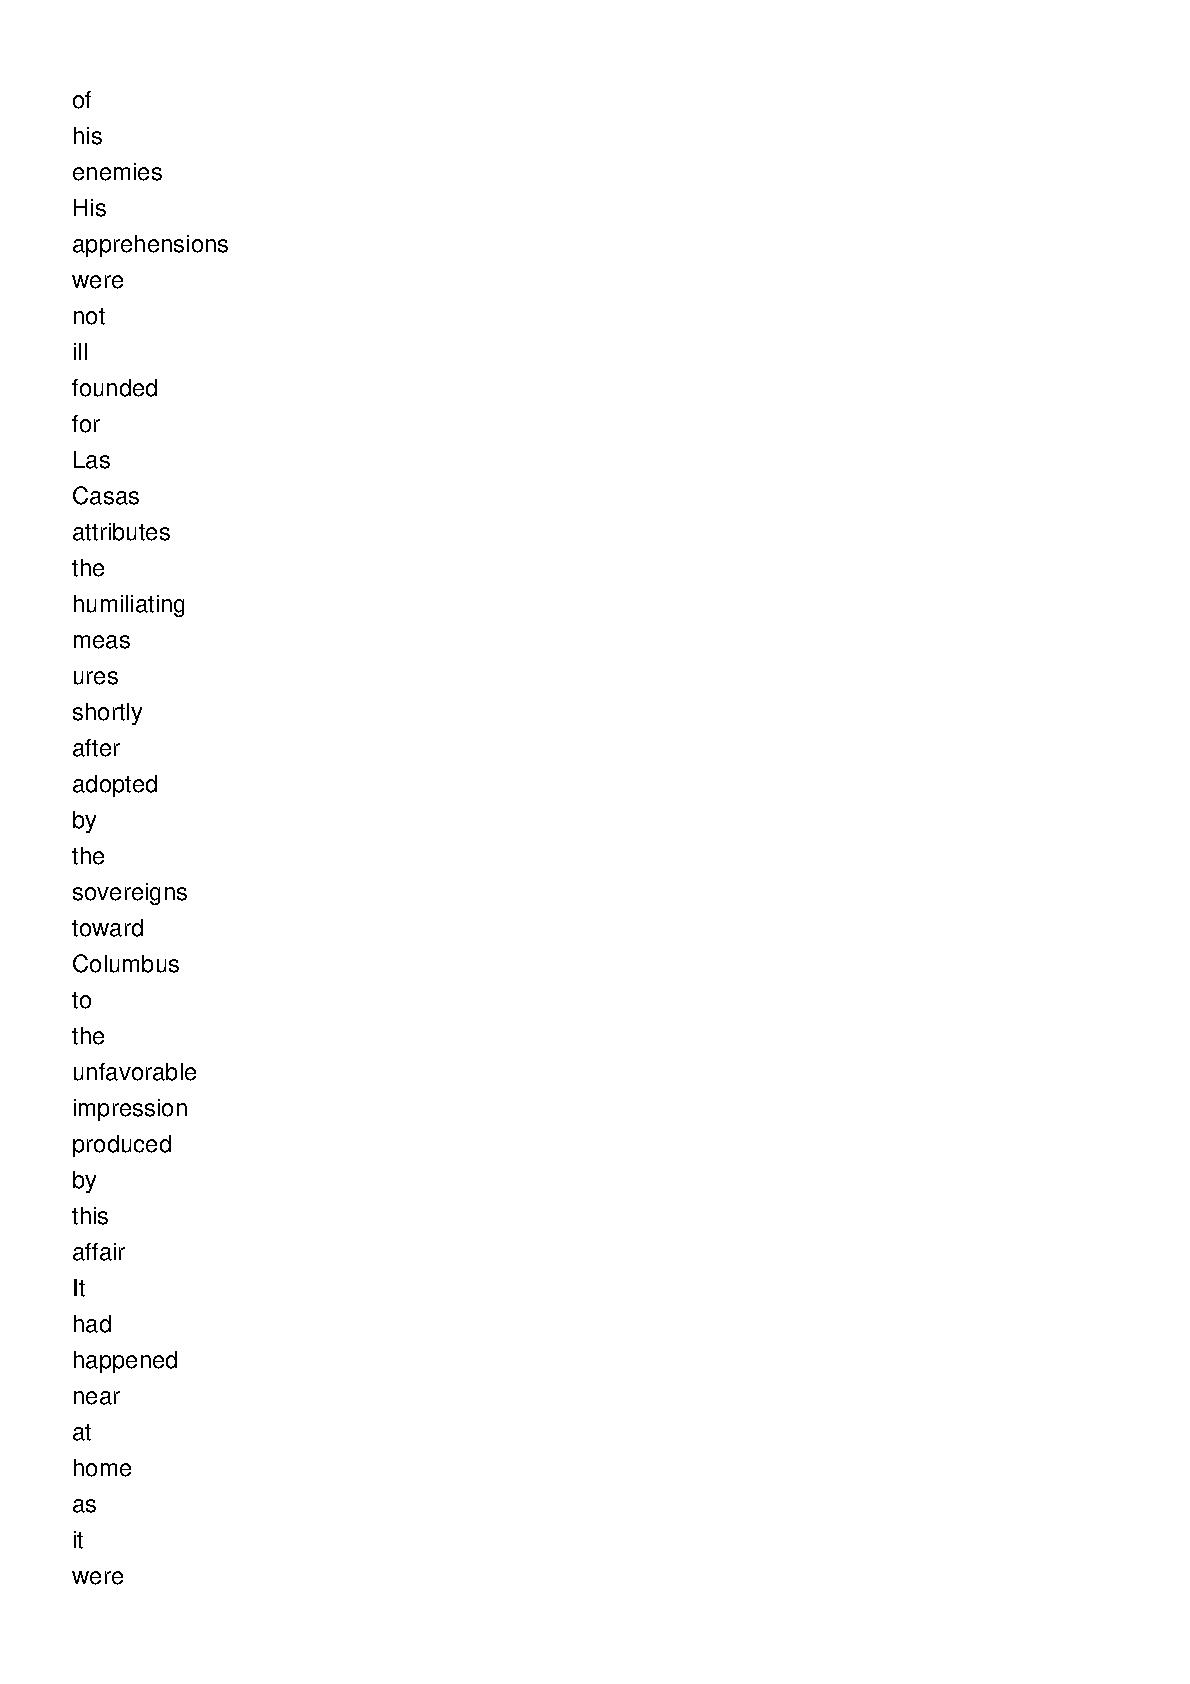 of
his
enemies
His
apprehensions
were
not
ill
founded
for
Las
Casas
attributes
the
humiliating
meas
ures
shortly
after
adopted
by
the
sovereigns
toward
Columbus
to
the
unfavorable
impression
produced
by
this
affair
It
had
happened
near
at
home
as
it
were